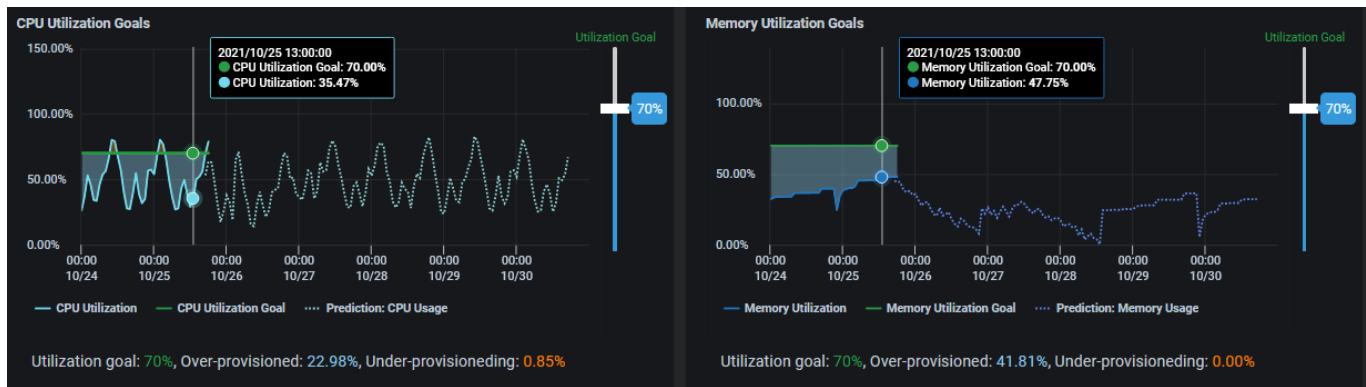 CPU Utilization Goals
Utilization Goal
150.00%
2021/10/25 13:00:00
CPU Utilization Goal: 70.00%
CPU Utilization: 35.47%
100.00%
70%
50.00%
0.00%
00:00 00:00 00:00 00:00 00:00 00:00 00:00
10/24 10/25 10/26 10/27 10/28 10/29 10/30
CPU Utilization CPU Utilization Goal Prediction: CPU Usage
Utilization goal: 70%, Over-provisioned: 22.98%, Under-provisioneding: 0.85%
Memory Utilization Goals
Utilization Goal
2021/10/25 13:00:00
Memory Utilization Goal: 70.00%
Memory Utilization: 47.75%
100.00%
70%
50.00%
0.00%
00:00 00:00 00:00 00:00 00:00 00:00 00:00
10/24 10/25 10/26 10/27 10/28 10/29 10/30
Memory Utilization Memory Utilization Goal Prediction: Memory Usage
Utilization goal: 70%, Over-provisioned: 41.81%, Under-provisioneding: 0.00%